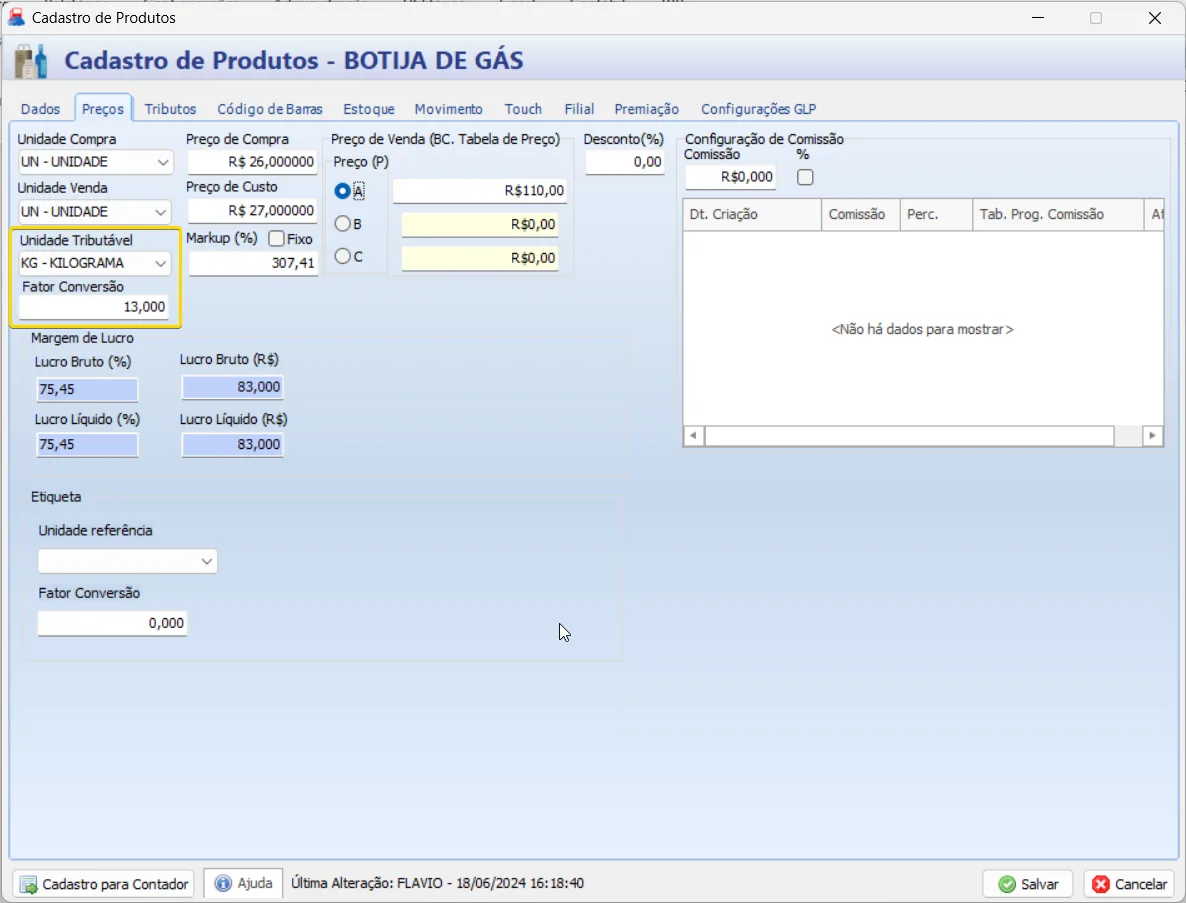 Cadastro de Produtos
Cadastro de Produtos - BOTIJA DE GÁS
Dados Preços Tributos Código de Barras Estoque Movimento Touch Filial Premiação Configurações GLP
Unidade Compra
UN - UNIDADE
Unidade Venda
UN - UNIDADE
Unidade Tributável
KG - KILOGRAMA
Fator Conversão
13,000
Preço de Compra
R$ 26,000000
Preço de Custo
R$ 27,000000
Markup (%) Fixo
307,41
Preço de Venda (BC. Tabela de Preço)
Preço (P)
A R$110,00
B R$0,00
C R$0,00
Desconto(%)
0,00
Configuração de Comissão
Comissão %
R$0,000
Dt. Criação Comissão Perc. Tab. Prog. Comissão
<Não há dados para mostrar>
Margem de Lucro
Lucro Bruto (%) Lucro Bruto (R$)
75,45 83,000
Lucro Líquido (%) Lucro Líquido (R$)
75,45 83,000
Etiqueta
Unidade referência
Fator Conversão
0,000
Cadastro para Contador Ajuda Última Alteração: FLAVIO - 18/06/2024 16:18:40 Salvar Cancelar